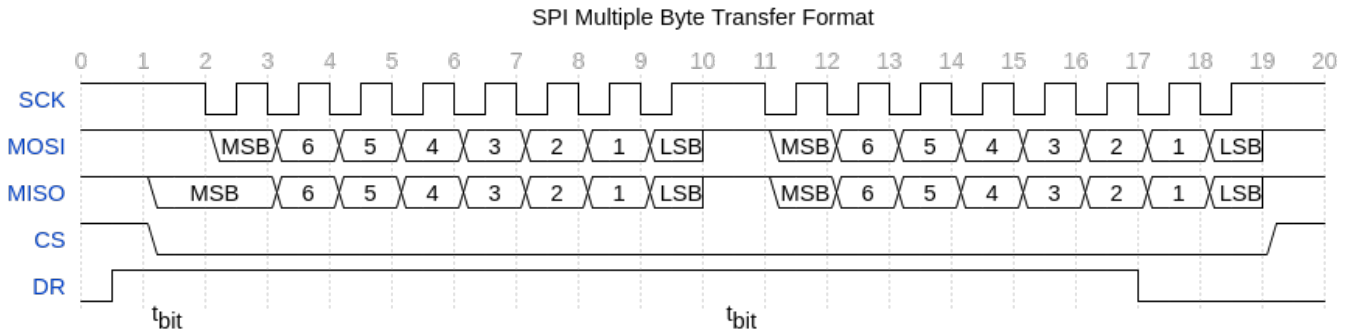 SPI Multiple Byte Transfer Format
0 1 2 3 4 5 6 7 8 9 10 11 12 13 14 15 16 17 18 19 20
SCK
MOSI MSB 6 5 4 3 2 1 LSB MSB 6 5 4 3 2 1 LSB
MISO MSB 6 5 4 3 2 1 LSB MSB 6 5 4 3 2 1 LSB
CS
DR
tbit tbit